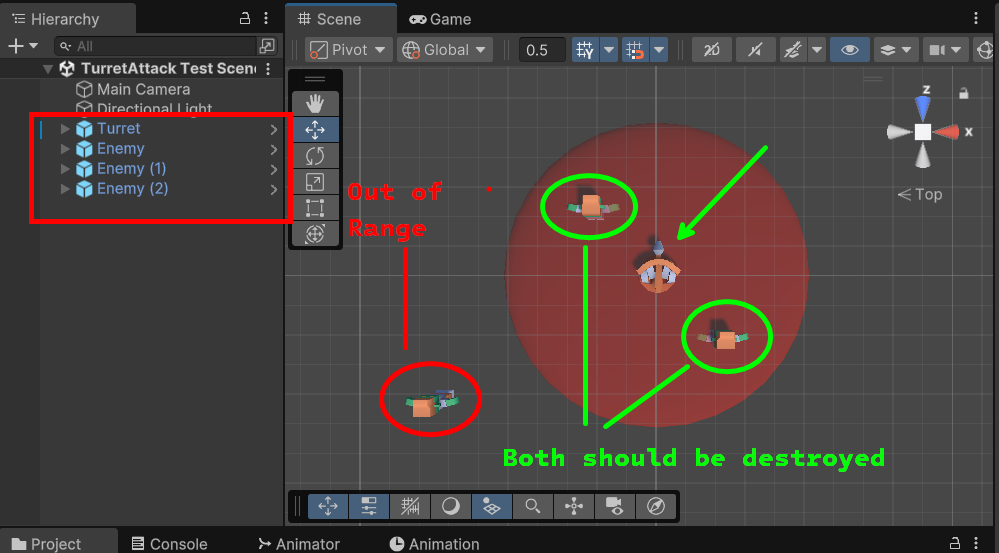 Hierarchy
Scene
Game
All
Pivot
Global
0.5
TurretAttack Test Scen
Main Camera
Directional Light
Turret
Enemy
Enemy (1)
Enemy (2)
Out of
Range
z
x
Top
Both should be destroyed
Project
Console
Animator
Animation